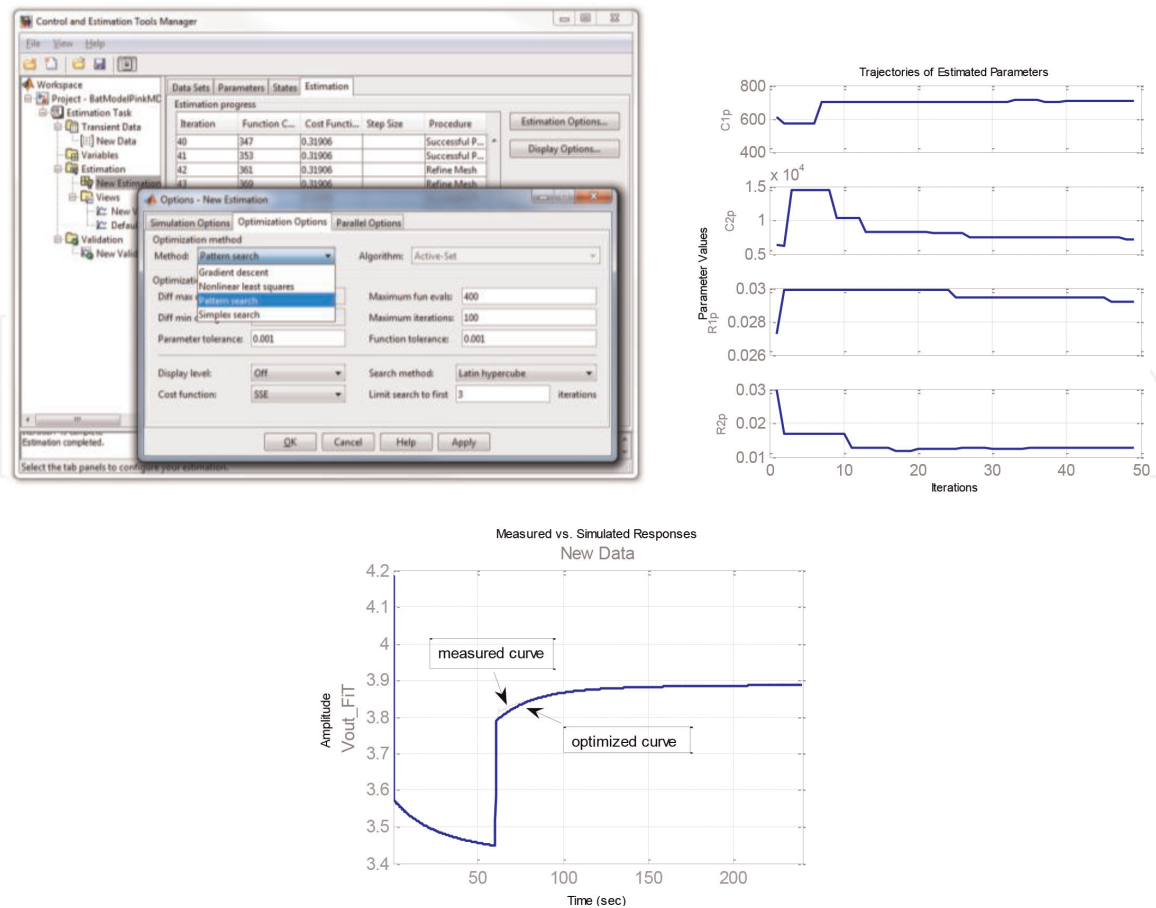 Control and Estimation Tools Manager
File View Help
Workspace
Project - BatModelPinkMC
Estimation Task
Transient Data
New Data
Variables
Estimation
New Estimation
Views
New V
Defaul
Validation
New Valid
Data Sets Parameters States Estimation
Estimation progress
Iteration Function C... Cost Functi... Step Size Procedure
40 347 0.31906 Successful P...
41 353 0.31906 Successful P...
42 361 0.31906 Refine Mesh
43 369 0.31906 Refine Mesh
Estimation Options...
Display Options...
Options - New Estimation
Simulation Options Optimization Options Parallel Options
Optimization method
Method: Pattern search Algorithm: Active-Set
Gradient descent
Nonlinear least squares
Pattern search
Simplex search
Optimizati
Diff max Maximum fun evals: 400
Diff min Maximum iterations: 100
Parameter tolerance: 0.001 Function tolerance: 0.001
Display level: Off Search method: Latin hypercube
Cost function: SSE Limit search to first 3 iterations
OK Cancel Help Apply
Estimation completed.
Select the tab panels to configure your estimation.
Trajectories of Estimated Parameters
800
600
400
C1p
x 10^4
1.5
1
0.5
C2p
Parameter Values
0.03
0.028
0.026
R1p
0.03
0.02
0.01
R2p
0 10 20 30 40 50
Iterations
Measured vs. Simulated Responses
New Data
4.2
4.1
4
3.9
3.8
3.7
3.6
3.5
3.4
Amplitude
Vout_FiT
measured curve
optimized curve
50 100 150 200
Time (sec)